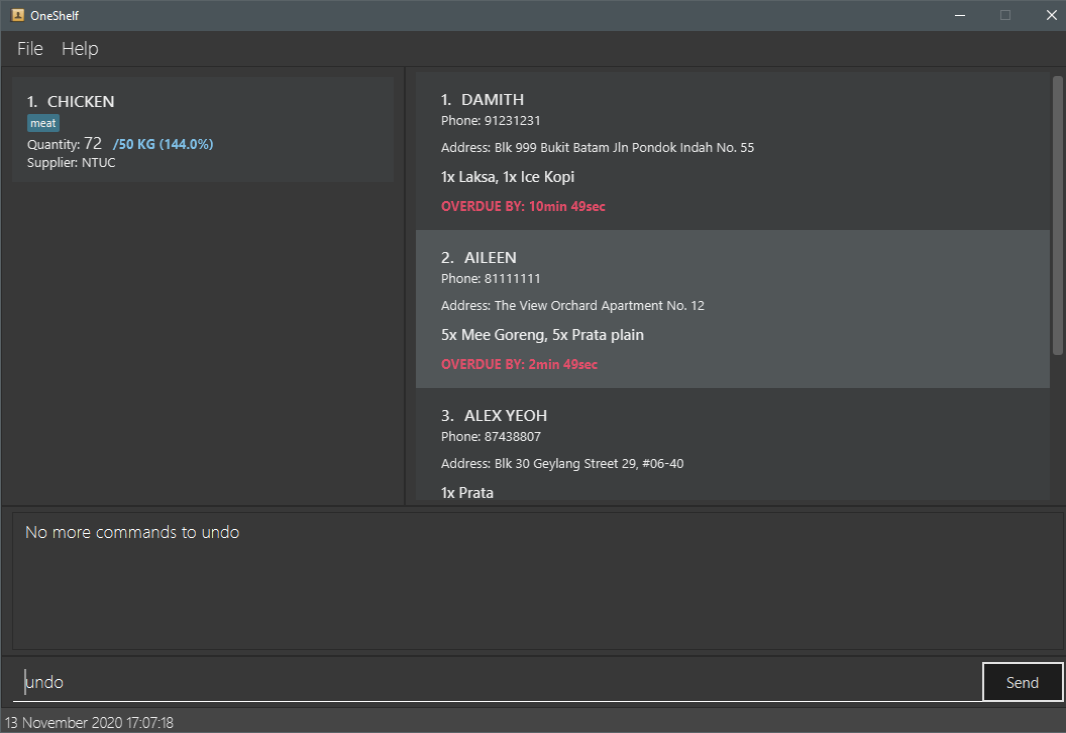 OneShelf
File Help
1. CHICKEN
meat
Quantity: 72 /50 KG (144.0%)
Supplier: NTUC
1. DAMITH
Phone: 91231231
Address: Blk 999 Bukit Batam Jln Pondok Indah No. 55
1x Laksa, 1x Ice Kopi
OVERDUE BY: 10min 49sec
2. AILEEN
Phone: 81111111
Address: The View Orchard Apartment No. 12
5x Mee Goreng, 5x Prata plain
OVERDUE BY: 2min 49sec
3. ALEX YEOH
Phone: 87438807
Address: Blk 30 Geylang Street 29, #06-40
1x Prata
No more commands to undo
undo
Send
13 November 2020 17:07:18